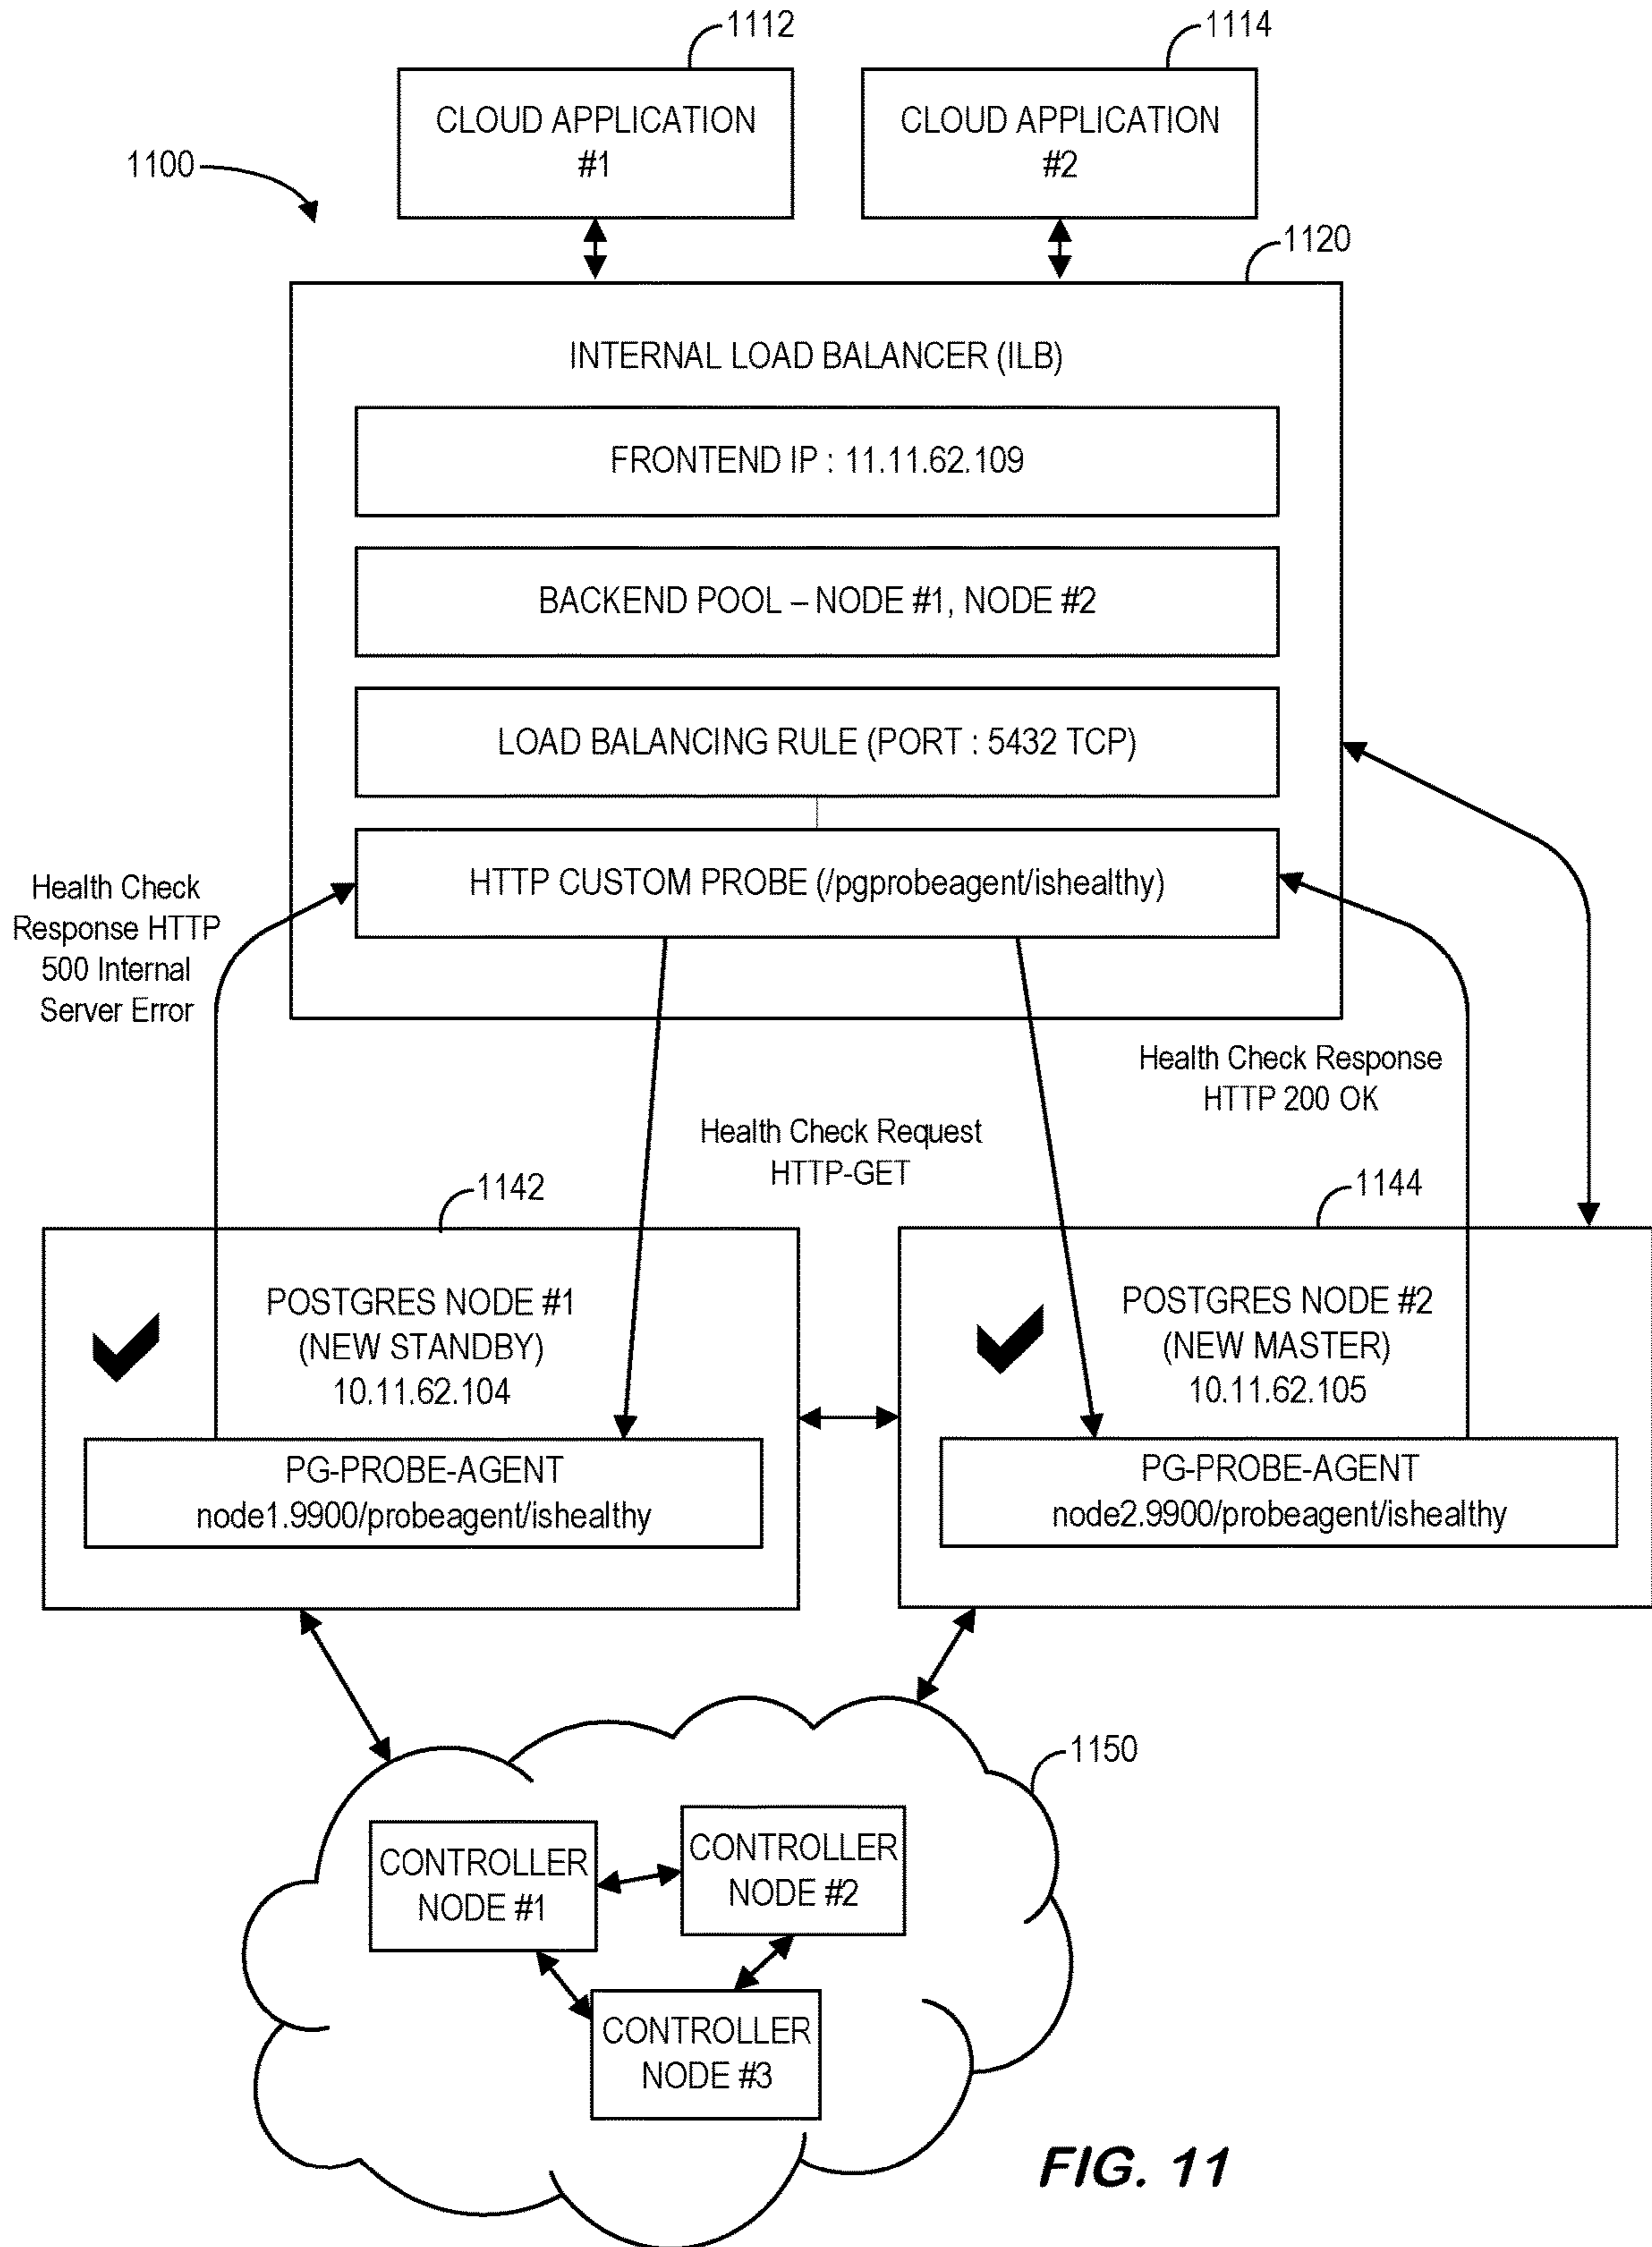 1112
1114
CLOUD APPLICATION
#1
CLOUD APPLICATION
#2
1100
1120
INTERNAL LOAD BALANCER (ILB)
FRONTEND IP : 11.11.62.109
BACKEND POOL – NODE #1, NODE #2
LOAD BALANCING RULE (PORT : 5432 TCP)
HTTP CUSTOM PROBE (/pgprobeagent/ishealthy)
Health Check
Response HTTP
500 Internal
Server Error
Health Check Response
HTTP 200 OK
Health Check Request
HTTP-GET
1142
1144
POSTGRES NODE #1
(NEW STANDBY)
10.11.62.104
PG-PROBE-AGENT
node1.9900/probeagent/ishealthy
POSTGRES NODE #2
(NEW MASTER)
10.11.62.105
PG-PROBE-AGENT
node2.9900/probeagent/ishealthy
1150
CONTROLLER
NODE #1
CONTROLLER
NODE #2
CONTROLLER
NODE #3
FIG. 11